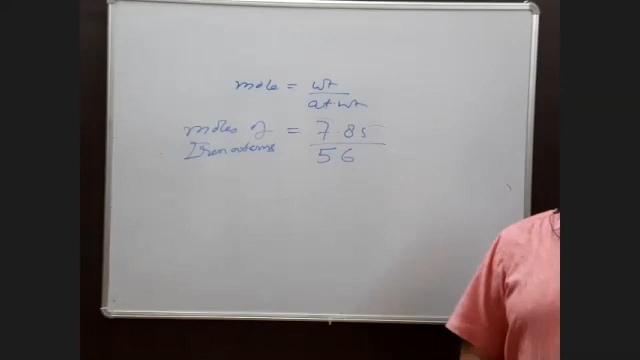 mole = wt
at.wt
moles of = 7.85
Iron atoms 56